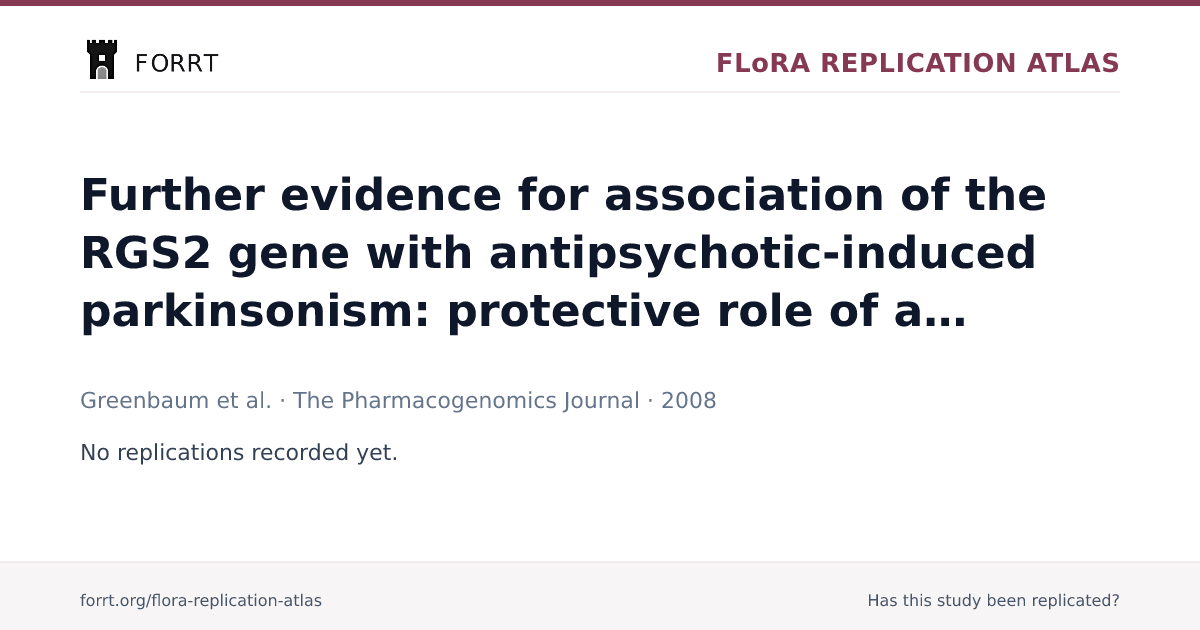 FORRT
FLoRA REPLICATION ATLAS
Further evidence for association of the
RGS2 gene with antipsychotic-induced
parkinsonism: protective role of a…
Greenbaum et al. · The Pharmacogenomics Journal · 2008
No replications recorded yet.
forrt.org/flora-replication-atlas
Has this study been replicated?